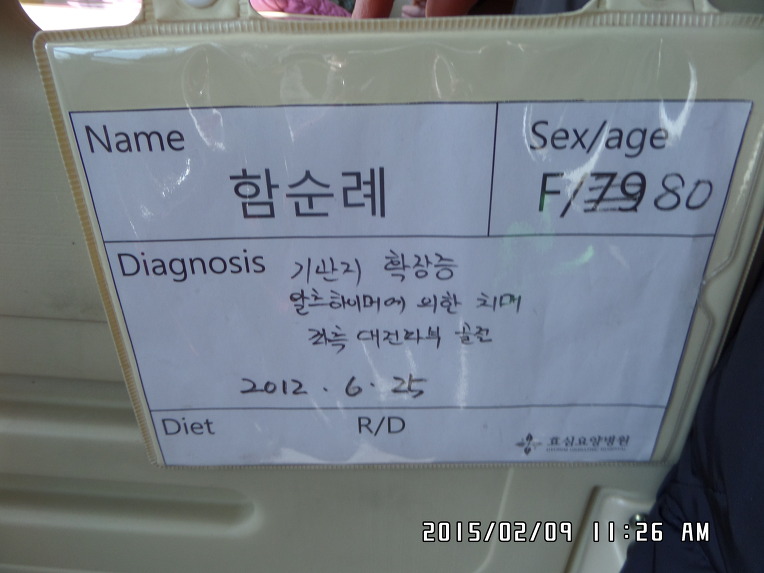 Name
Sex/age
함순례
F/79 80
Diagnosis
기관지 확장증
알츠하이머에 의한 치매
좌측 대전자부 골절
2012. 6. 25
Diet
R/D
효심요양병원
2015/02/09 11:26 AM